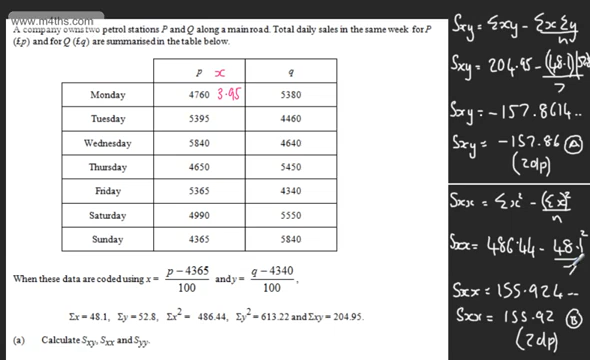 www.m4ths.com
A company owns two petrol stations P and Q along a main road. Total daily sales in the same week for P
(£p) and for Q (£q) are summarised in the table below.
p x q
Monday 4760 3.95 5380
Tuesday 5395 4460
Wednesday 5840 4640
Thursday 4650 5450
Friday 5365 4340
Saturday 4990 5550
Sunday 4365 5840
When these data are coded using x = p − 4365 / 100 and y = q − 4340 / 100 ,
Σx = 48.1, Σy = 52.8, Σx² = 486.44, Σy² = 613.22 and Σxy = 204.95.
(a) Calculate Sxy, Sxx and Syy.
Sxy = Σxy − Σx Σy / n
Sxy = 204.95 − (48.1)(52.8 / 7
Sxy = −157.8614..
Sxy = −157.86 A
(2dp)
Sxx = Σx² − (Σx)² / n
Sxx = 486.44 − 48.1² / 7
Sxx = 155.924...
Sxx = 155.92 B
(2dp)